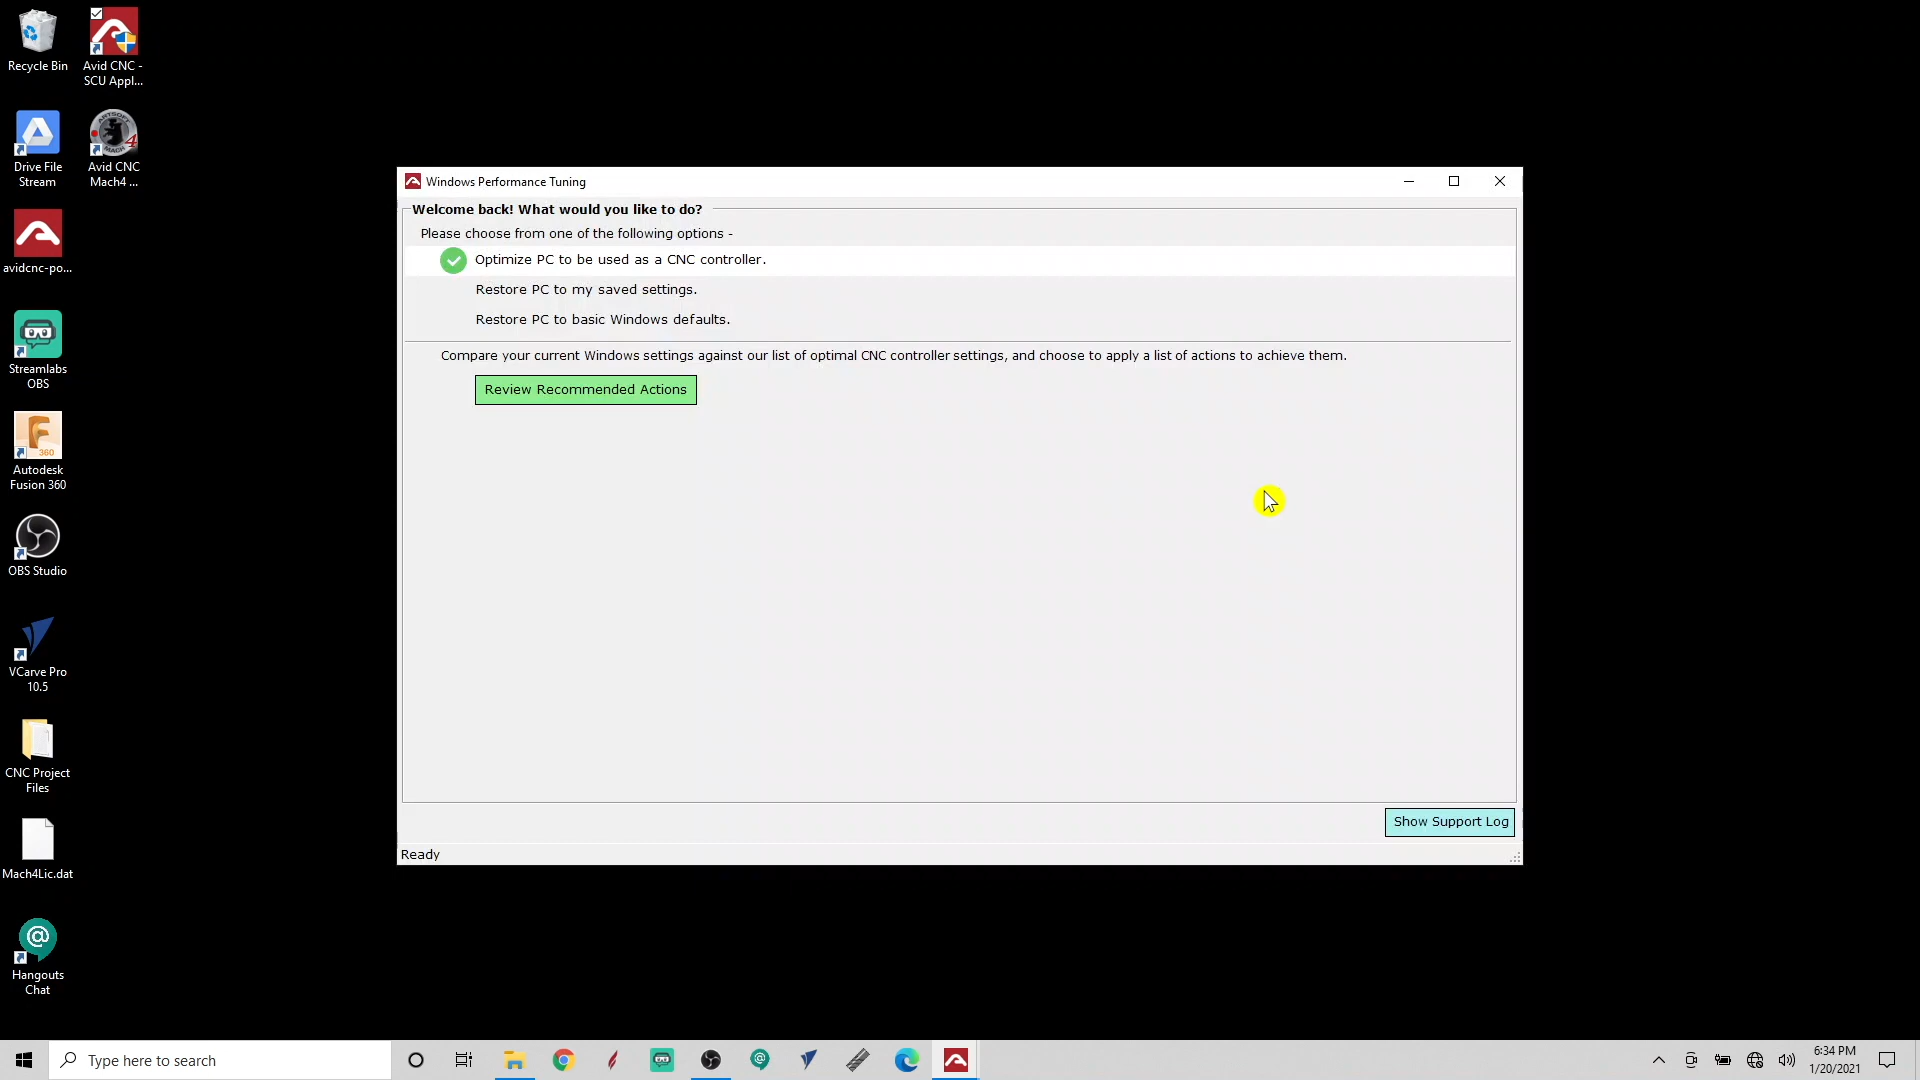 Recycle Bin
Avid CNC -
SCU Appl...
Drive File
Stream
ARTSOFT
MACH
4
Avid CNC
Mach4 ...
avidcnc-po...
Streamlabs
OBS
360
Autodesk
Fusion 360
OBS Studio
VCarve Pro
10.5
CNC Project
Files
Mach4Lic.dat
Hangouts
Chat
Windows Performance Tuning
Welcome back! What would you like to do?
Please choose from one of the following options -
Optimize PC to be used as a CNC controller.
Restore PC to my saved settings.
Restore PC to basic Windows defaults.
Compare your current Windows settings against our list of optimal CNC controller settings, and choose to apply a list of actions to achieve them.
Review Recommended Actions
Show Support Log
Ready
Type here to search
6:34 PM
1/20/2021